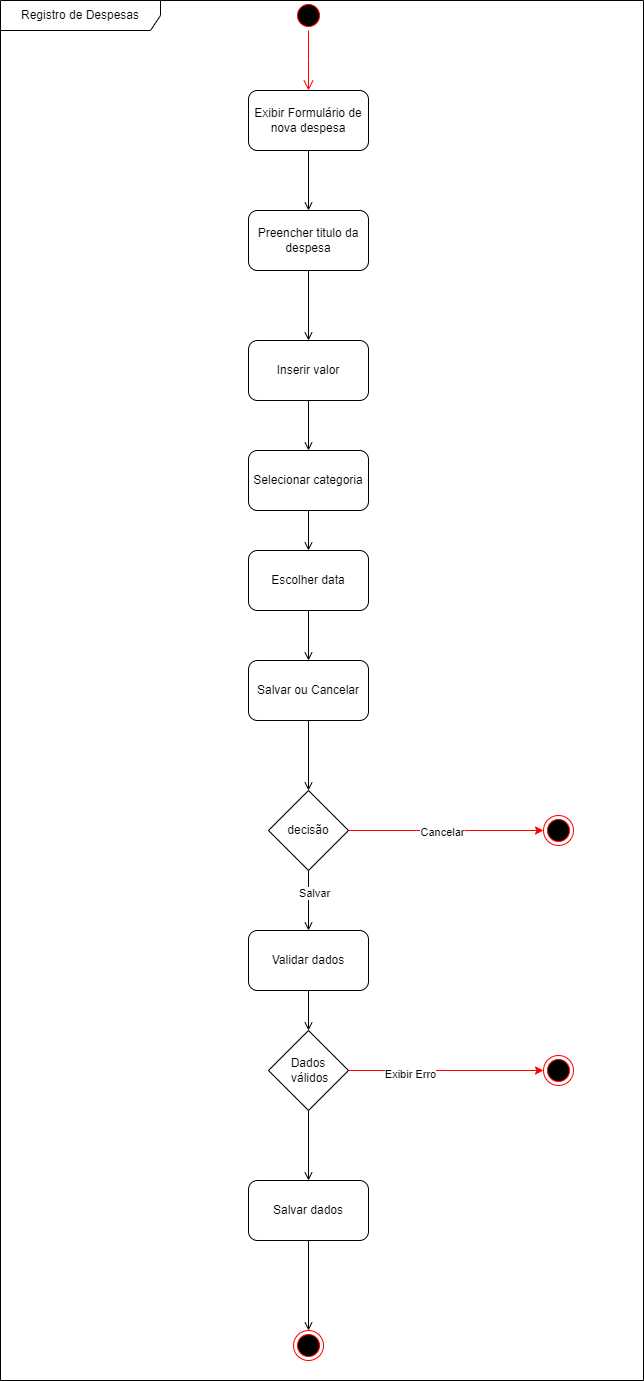 Registro de Despesas
Exibir Formulário de
nova despesa
Preencher titulo da
despesa
Inserir valor
Selecionar categoria
Escolher data
Salvar ou Cancelar
decisão
Cancelar
Salvar
Validar dados
Dados
válidos
Exibir Erro
Salvar dados